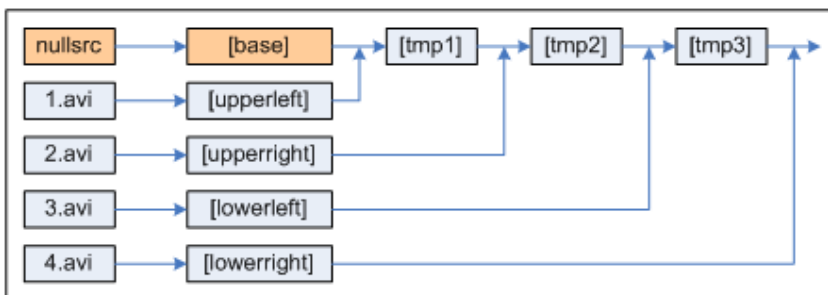 nullsrc [base] [tmp1] [tmp2] [tmp3]
1.avi [upperleft]
2.avi [upperright]
3.avi [lowerleft]
4.avi [lowerright]